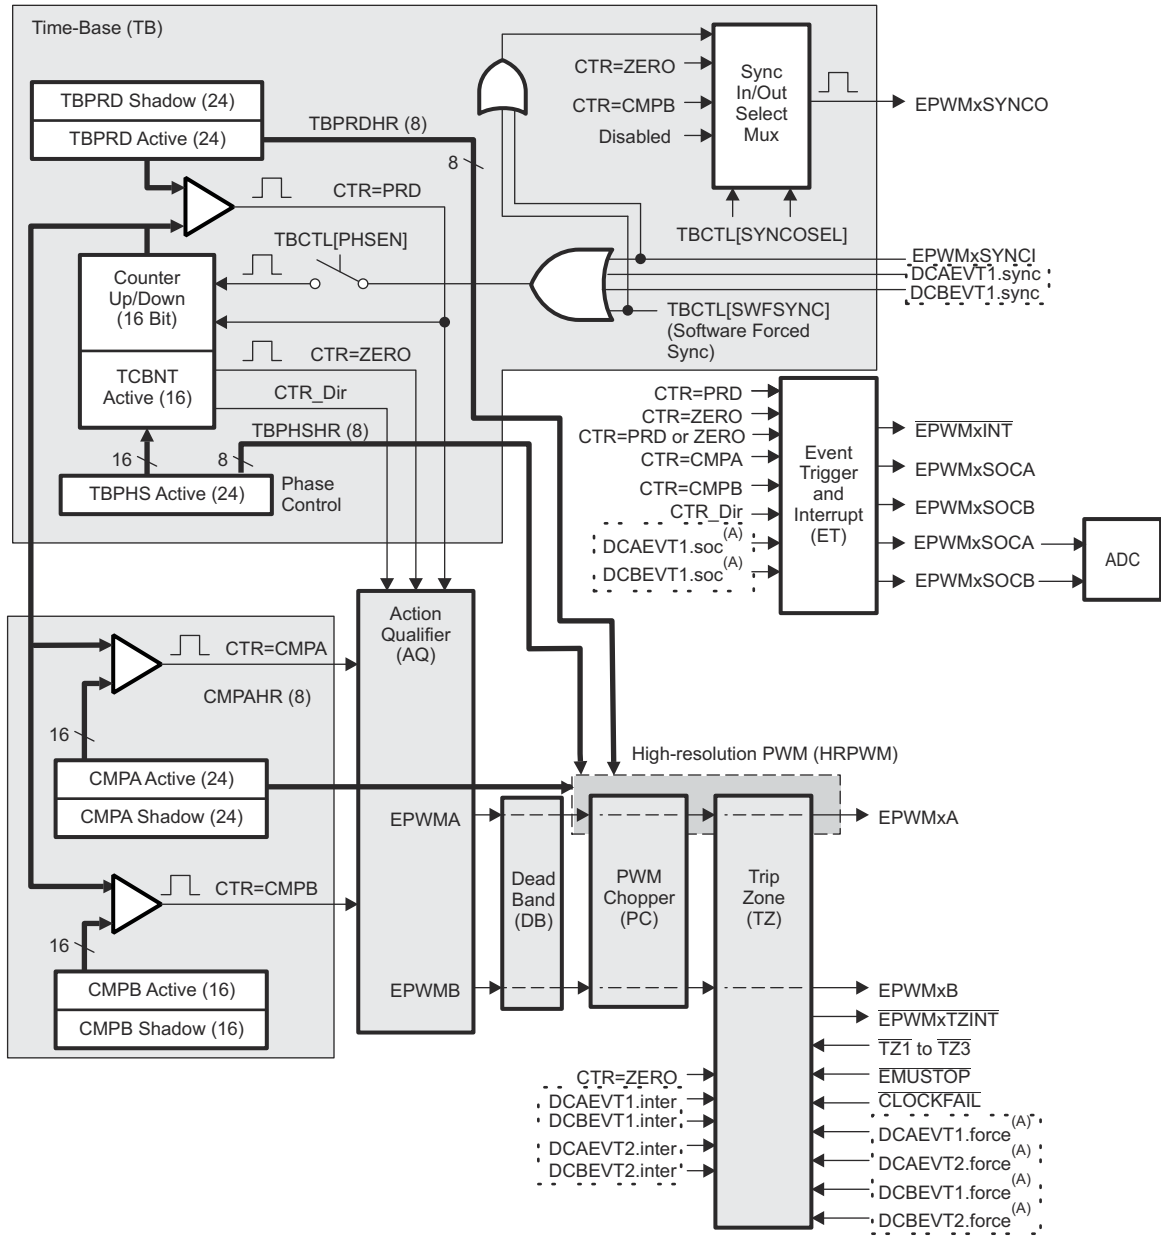 Time-Base (TB)
TBPRD Shadow (24)
TBPRD Active (24)
TBPRDHR (8)
8
CTR=PRD
TBCTL[PHSEN]
Counter
Up/Down
(16 Bit)
TCBNT
Active (16)
CTR=ZERO
CTR_Dir
TBPHSHR (8)
16
8
TBPHS Active (24)
Phase
Control
CTR=ZERO
CTR=CMPB
Disabled
Sync
In/Out
Select
Mux
EPWMxSYNCO
TBCTL[SYNCOSEL]
EPWMxSYNCI
DCAEVT1.sync
DCBEVT1.sync
TBCTL[SWFSYNC]
(Software Forced
Sync)
CTR=PRD
CTR=ZERO
CTR=PRD or ZERO
CTR=CMPA
CTR=CMPB
CTR_Dir
DCAEVT1.soc(A)
DCBEVT1.soc(A)
Event
Trigger
and
Interrupt
(ET)
EPWMxINT
EPWMxSOCA
EPWMxSOCB
EPWMxSOCA
EPWMxSOCB
ADC
Action
Qualifier
(AQ)
CTR=CMPA
CMPAHR (8)
16
CMPA Active (24)
CMPA Shadow (24)
CTR=CMPB
16
CMPB Active (16)
CMPB Shadow (16)
EPWMA
EPWMB
High-resolution PWM (HRPWM)
Dead
Band
(DB)
PWM
Chopper
(PC)
Trip
Zone
(TZ)
EPWMxA
EPWMxB
EPWMxTZINT
TZ1 to TZ3
EMUSTOP
CLOCKFAIL
DCAEVT1.force(A)
DCAEVT2.force(A)
DCBEVT1.force(A)
DCBEVT2.force(A)
CTR=ZERO
DCAEVT1.inter
DCBEVT1.inter
DCAEVT2.inter
DCBEVT2.inter